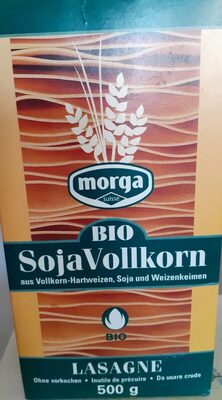 morga
suisse
BIO
SojaVollkorn
aus Vollkorn-Hartweizen, Soja und Weizenkeimen
BIO
LASAGNE
Ohne vorkochen • Inutile de précuire • Da usare crude
500 g